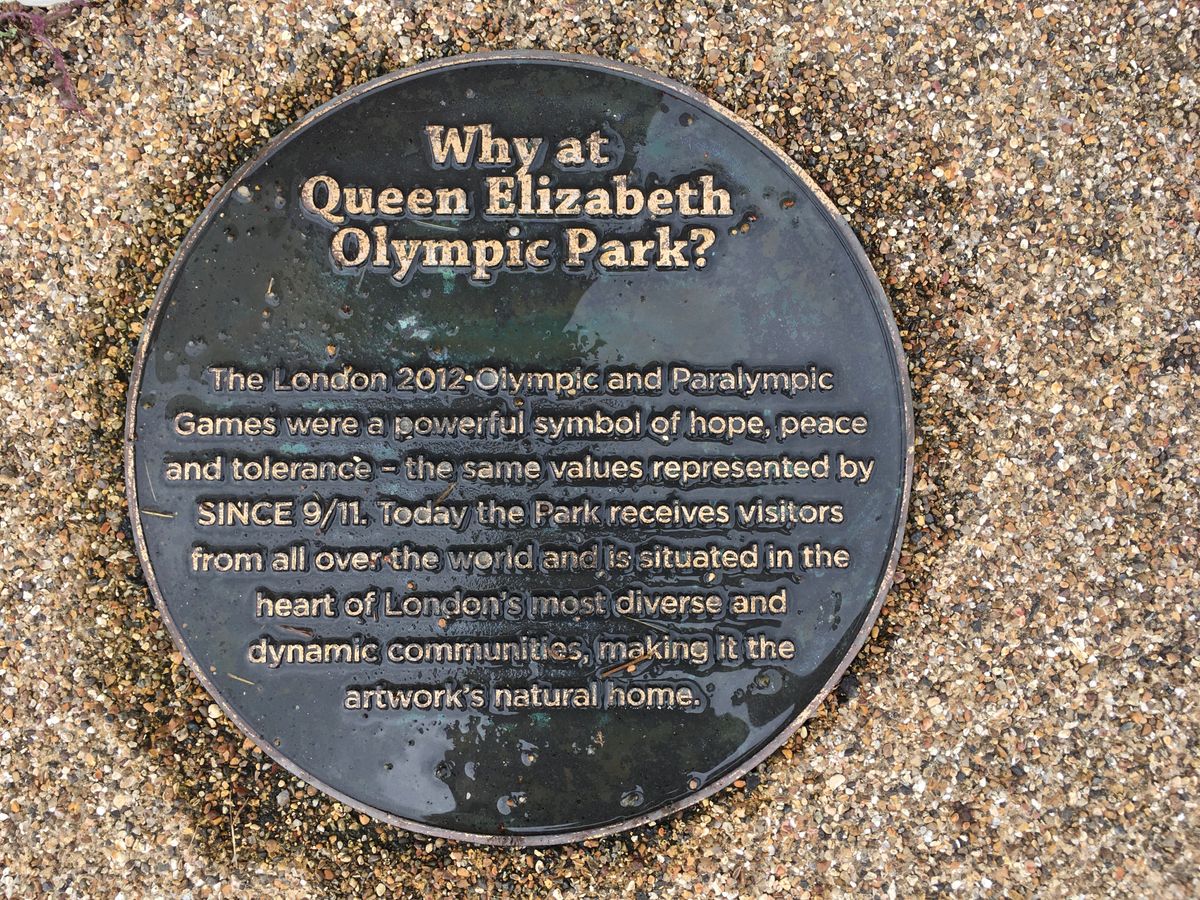 Why at
Queen Elizabeth
Olympic Park?
The London 2012 Olympic and Paralympic
Games were a powerful symbol of hope, peace
and tolerance – the same values represented by
SINCE 9/11. Today the Park receives visitors
from all over the world and is situated in the
heart of London's most diverse and
dynamic communities, making it the
artwork's natural home.